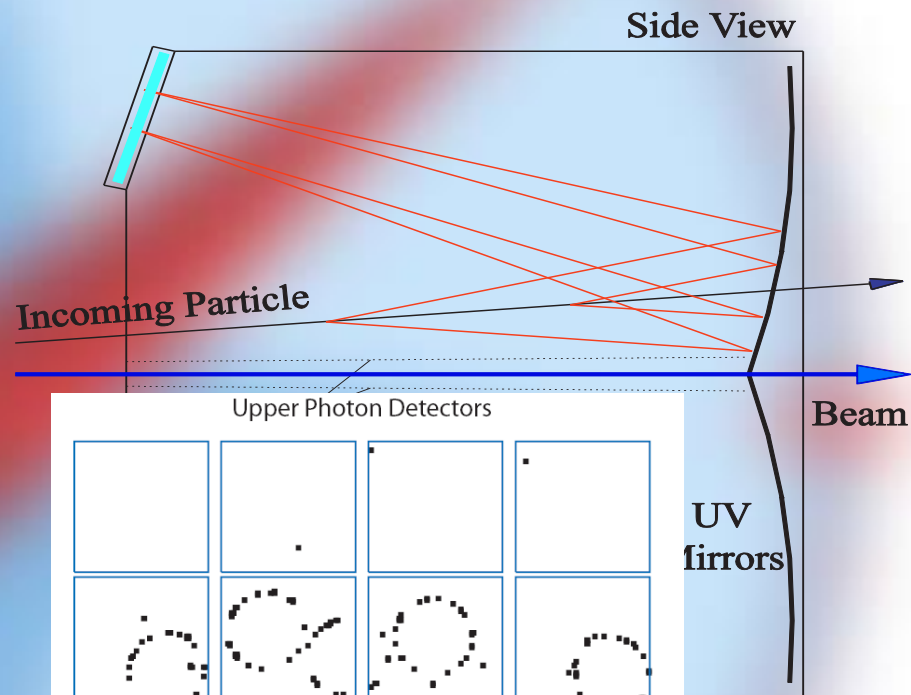 Side View
Incoming Particle
Beam
Upper Photon Detectors
UV
Mirrors